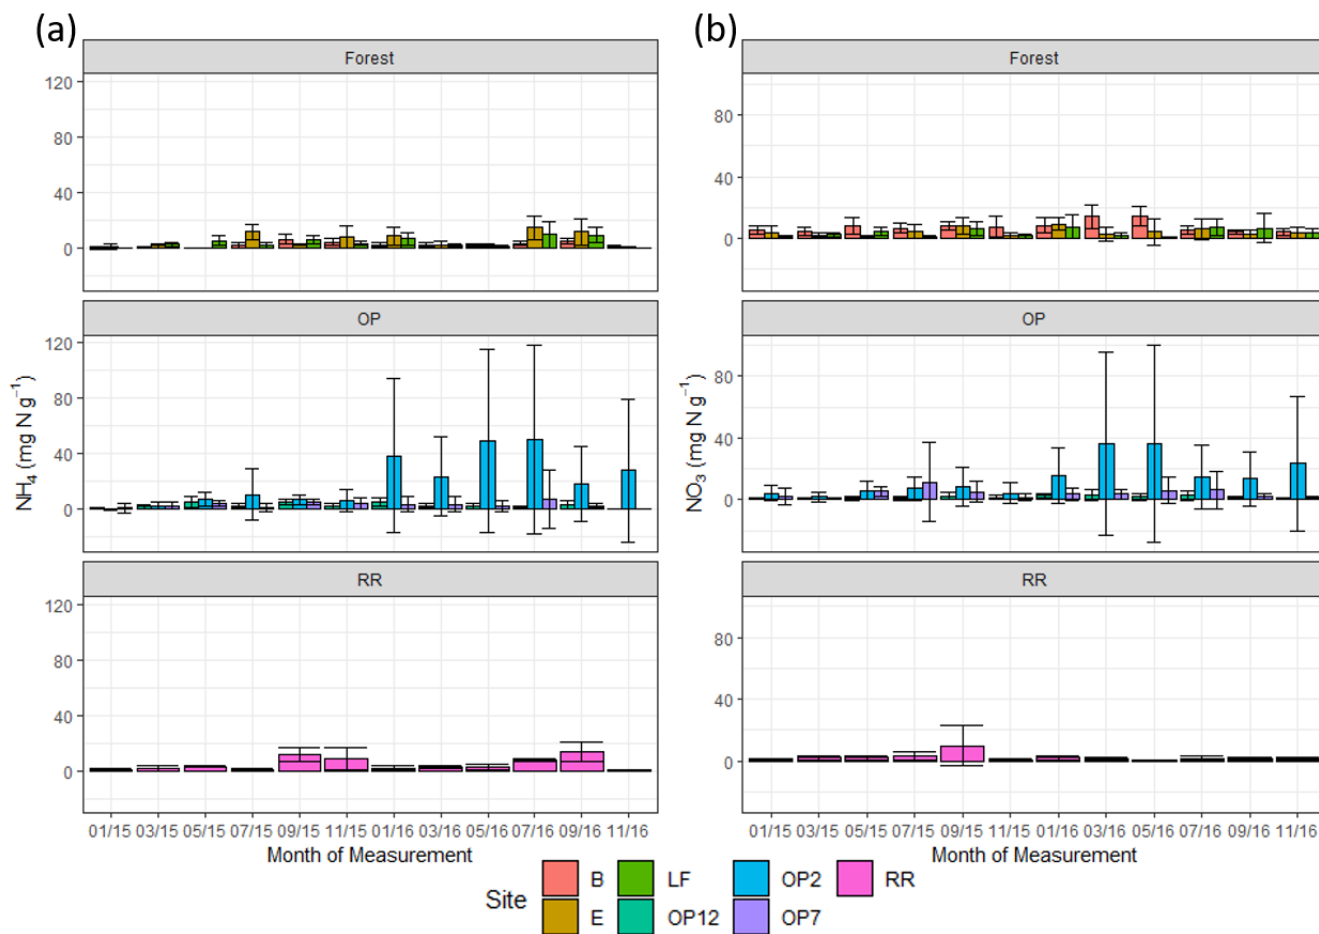 (a)
Forest
120
80
40
0
OP
120
80
40
0
RR
120
80
40
0
NH₄ (mg N g⁻¹)
01/15 03/15 05/15 07/15 09/15 11/15 01/16 03/16 05/16 07/16 09/16 11/16
Month of Measurement
(b)
Forest
80
40
0
OP
80
40
0
RR
80
40
0
NO₃ (mg N g⁻¹)
01/15 03/15 05/15 07/15 09/15 11/15 01/16 03/16 05/16 07/16 09/16 11/16
Month of Measurement
Site
B LF OP2 RR
E OP12 OP7